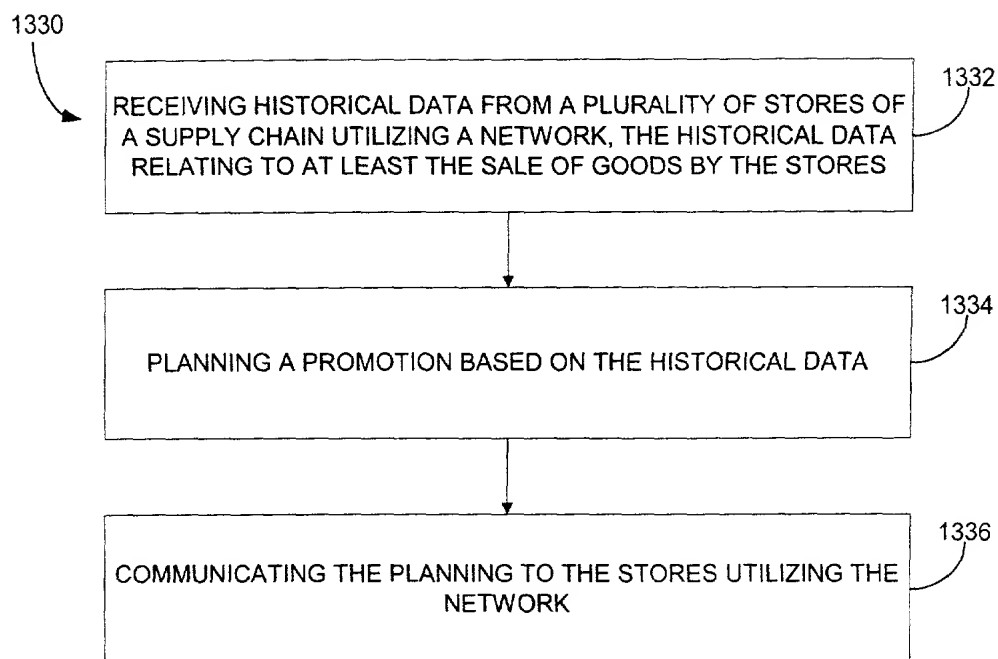 1330
1332
RECEIVING HISTORICAL DATA FROM A PLURALITY OF STORES OF
A SUPPLY CHAIN UTILIZING A NETWORK, THE HISTORICAL DATA
RELATING TO AT LEAST THE SALE OF GOODS BY THE STORES
1334
PLANNING A PROMOTION BASED ON THE HISTORICAL DATA
1336
COMMUNICATING THE PLANNING TO THE STORES UTILIZING THE
NETWORK